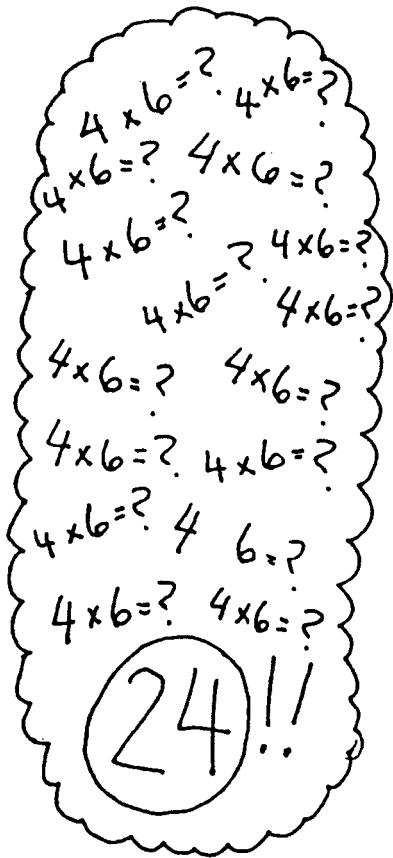 4 × 6 = ? 4 × 6 = ?
4 × 6 = ? 4 × 6 = ?
4 × 6 = ? 4 × 6 = ?
4 × 6 = ? 4 × 6 = ?
4 × 6 = ? 4 × 6 = ?
4 × 6 = ? 4 × 6 = ?
4 × 6 = ? 4 6 = ?
4 × 6 = ? 4 × 6 = ?
24 !!